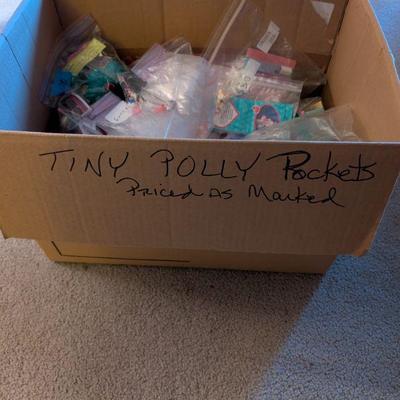 TINY POLLY Pockets
Priced as Marked